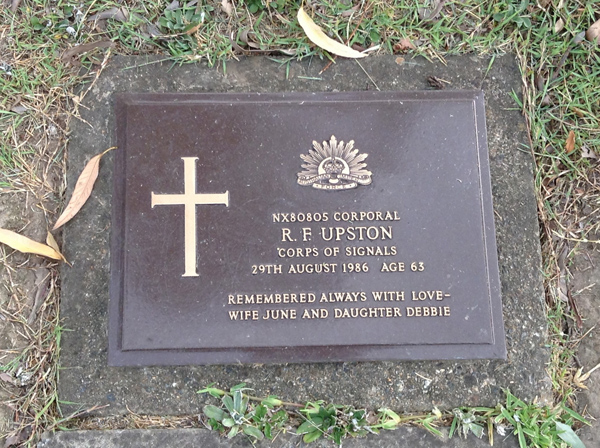 NX80805 CORPORAL
R. F. UPSTON
CORPS OF SIGNALS
29TH AUGUST 1986 AGE 63
REMEMBERED ALWAYS WITH LOVE-
WIFE JUNE AND DAUGHTER DEBBIE